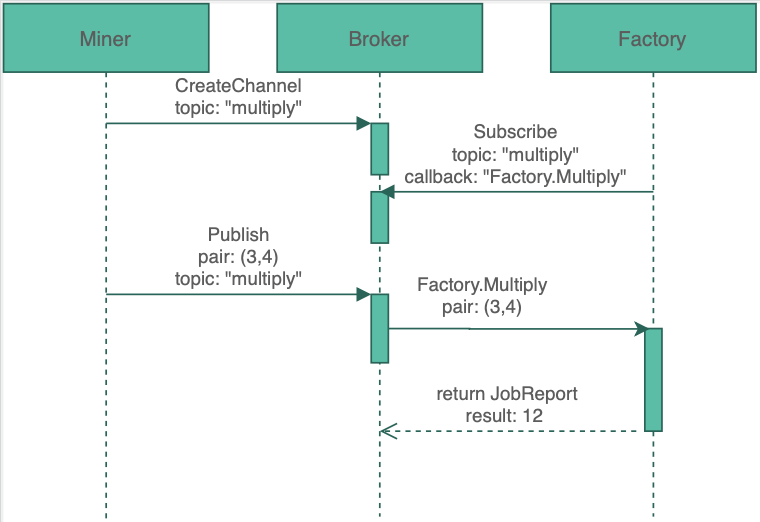 Miner
Broker
Factory
CreateChannel
topic: "multiply"
Subscribe
topic: "multiply"
callback: "Factory.Multiply"
Publish
pair: (3,4)
topic: "multiply"
Factory.Multiply
pair: (3,4)
return JobReport
result: 12